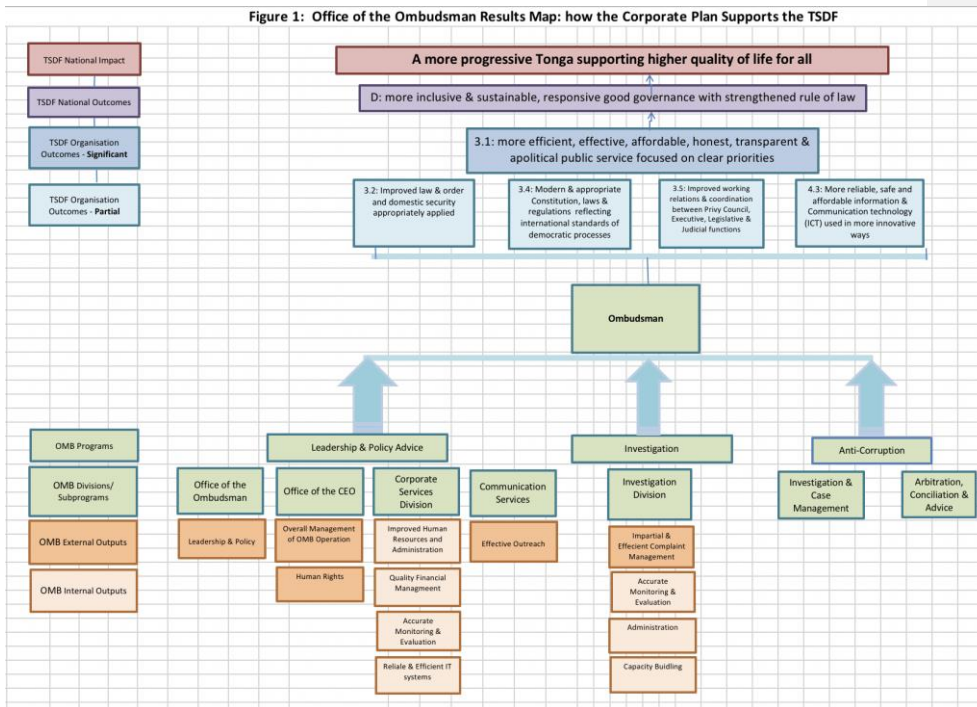 Figure 1: Office of the Ombudsman Results Map: how the Corporate Plan Supports the TSDF
TSDF National Impact
A more progressive Tonga supporting higher quality of life for all
TSDF National Outcomes
D: more inclusive & sustainable, responsive good governance with strengthened rule of law
TSDF Organisation
Outcomes - Significant
3.1: more efficient, effective, affordable, honest, transparent &
apolitical public service focused on clear priorities
TSDF Organisation
Outcomes - Partial
3.2: Improved law & order
and domestic security
appropriately applied
3.4: Modern & appropriate
Constitution, laws &
regulations reflecting
international standards of
democratic processes
3.5: Improved working
relations & coordination
between Privy Council,
Executive, Legislative &
Judicial functions
4.3: More reliable, safe and
affordable information &
Communication technology
(ICT) used in more innovative
ways
Ombudsman
OMB Programs
Leadership & Policy Advice
Investigation
Anti-Corruption
OMB Divisions/
Subprograms
Office of the
Ombudsman
Office of the CEO
Corporate
Services
Division
Communication
Services
Investigation
Division
Investigation &
Case
Management
Arbitration,
Conciliation &
Advice
OMB External Outputs
Leadership & Policy
Overall Management
of OMB Operation
Improved Human
Resources and
Administration
Effective Outreach
Impartial &
Effecient Complaint
Management
OMB Internal Outputs
Human Rights
Quality Financial
Managmeent
Accurate
Monitoring &
Evaluation
Accurate
Monitoring &
Evaluation
Administration
Reliale & Efficient IT
systems
Capacity Buidling